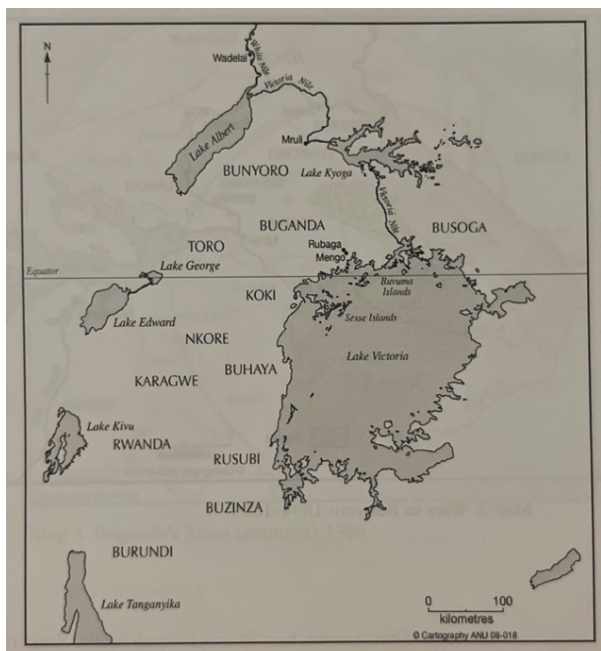 N
Wadelai
White Nile
Victoria Nile
Lake Albert
Mruli
BUNYORO
Lake Kyoga
Victoria Nile
BUGANDA
BUSOGA
TORO
Rubaga
Mengo
Equator
Lake George
Buvuma
Islands
KOKI
Lake Edward
Sesse Islands
NKORE
Lake Victoria
BUHAYA
KARAGWE
Lake Kivu
RWANDA
RUSUBI
BUZINZA
BURUNDI
Lake Tanganyika
0 100
kilometres
© Cartography ANU 08-018